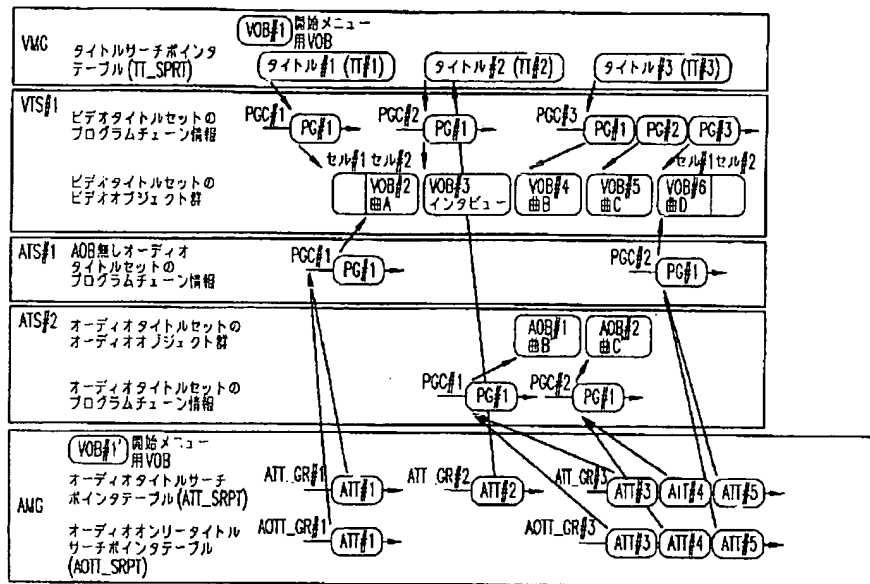 VMG
VOB#1 開始メニュー
用VOB
タイトルサーチポインタ
テーブル(TT_SPRT)
タイトル#1 (TT#1)
タイトル#2 (TT#2)
タイトル#3 (TT#3)
VTS#1
ビデオタイトルセットの
プログラムチェーン情報
PGC#1
PG#1
PGC#2
PG#1
PGC#3
PG#1
PG#2
PG#3
セル#1 セル#2
セル#1 セル#2
ビデオタイトルセットの
ビデオオブジェクト群
VOB#2
曲A
VOB#3
インタビュー
VOB#4
曲B
VOB#5
曲C
VOB#6
曲D
ATS#1
AOB無しオーディオ
タイトルセットの
プログラムチェーン情報
PGC#1
PG#1
PGC#2
PG#1
ATS#2
オーディオタイトルセットの
オーディオオブジェクト群
AOB#1
曲B
AOB#2
曲C
オーディオタイトルセットの
プログラムチェーン情報
PGC#1
PG#1
PGC#2
PG#1
AMG
VOB#1' 開始メニュー
用VOB
オーディオタイトルサーチ
ポインタテーブル(ATT_SRPT)
ATT_GR#1
ATT#1
ATT_GR#2
ATT#2
ATT_GR#3
ATT#3
ATT#4
ATT#5
オーディオオンリータイトル
サーチポインタテーブル
(AOTT_SRPT)
AOTT_GR#1
ATT#1
AOTT_GR#3
ATT#3
ATT#4
ATT#5